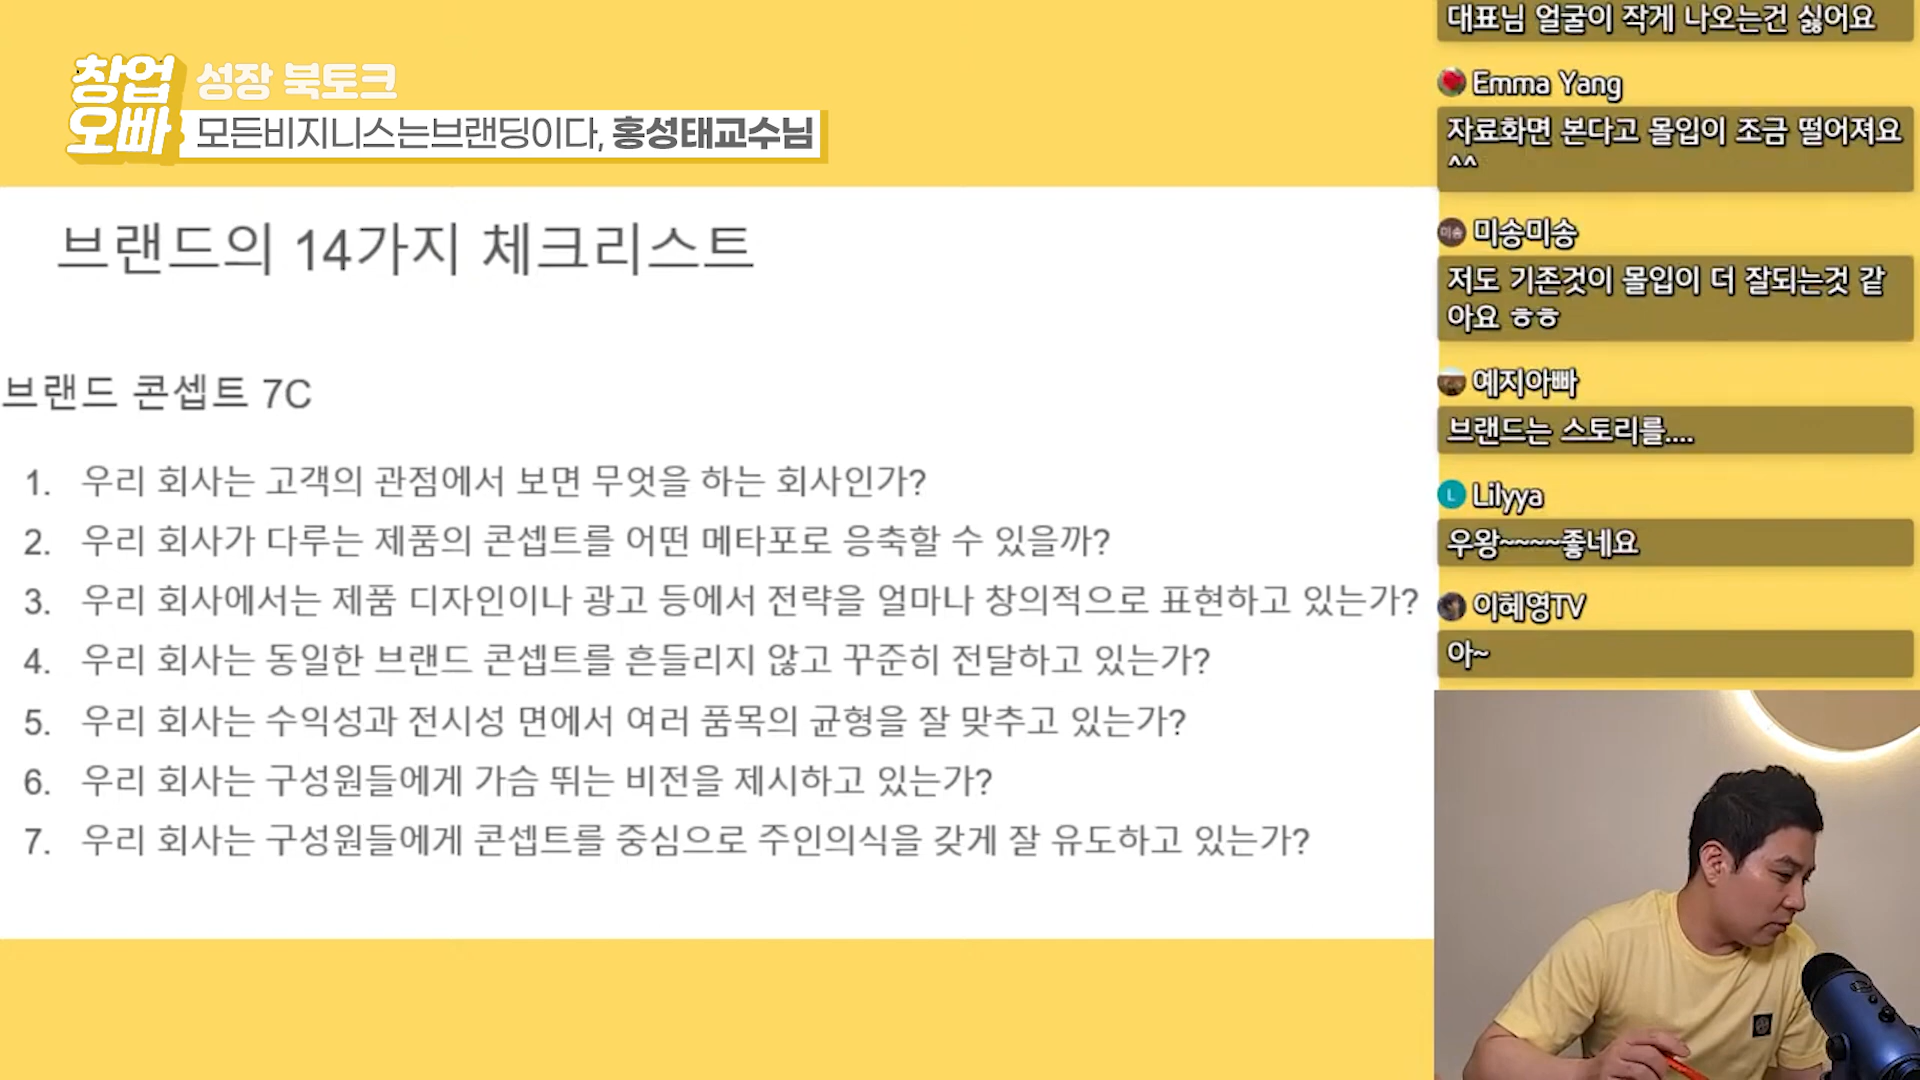 창업
오빠
성장 북토크
모든비지니스는브랜딩이다, 홍성태교수님
브랜드의 14가지 체크리스트
브랜드 콘셉트 7C
1. 우리 회사는 고객의 관점에서 보면 무엇을 하는 회사인가?
2. 우리 회사가 다루는 제품의 콘셉트를 어떤 메타포로 응축할 수 있을까?
3. 우리 회사에서는 제품 디자인이나 광고 등에서 전략을 얼마나 창의적으로 표현하고 있는가?
4. 우리 회사는 동일한 브랜드 콘셉트를 흔들리지 않고 꾸준히 전달하고 있는가?
5. 우리 회사는 수익성과 전시성 면에서 여러 품목의 균형을 잘 맞추고 있는가?
6. 우리 회사는 구성원들에게 가슴 뛰는 비전을 제시하고 있는가?
7. 우리 회사는 구성원들에게 콘셉트를 중심으로 주인의식을 갖게 잘 유도하고 있는가?
대표님 얼굴이 작게 나오는건 싫어요
Emma Yang
자료화면 본다고 몰입이 조금 떨어져요
^^
미송 미송미송
저도 기존것이 몰입이 더 잘되는것 같
아요 ㅎㅎ
예지아빠
브랜드는 스토리를....
L Lilyya
우왕~~~~좋네요
이혜영TV
아~